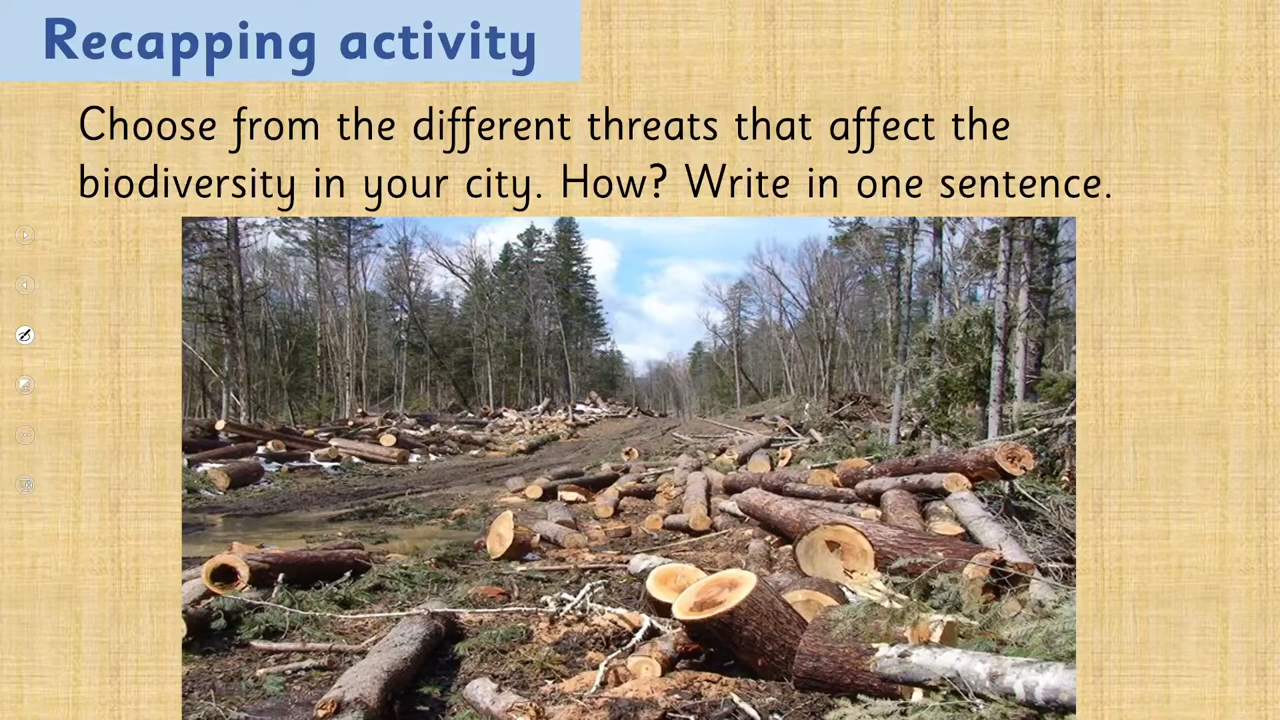 Recapping activity
Choose from the different threats that affect the
biodiversity in your city. How? Write in one sentence.